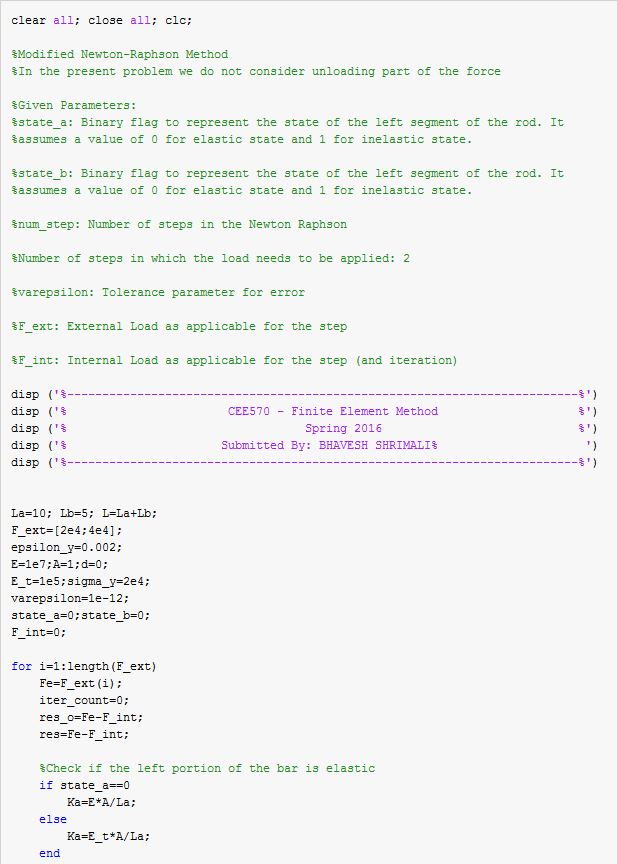 clear all; close all; clc;
%Modified Newton-Raphson Method
%In the present problem we do not consider unloading part of the force
%Given Parameters:
%state_a: Binary flag to represent the state of the left segment of the rod. It
%assumes a value of 0 for elastic state and 1 for inelastic state.
%state_b: Binary flag to represent the state of the left segment of the rod. It
%assumes a value of 0 for elastic state and 1 for inelastic state.
%num_step: Number of steps in the Newton Raphson
%Number of steps in which the load needs to be applied: 2
%varepsilon: Tolerance parameter for error
%F_ext: External Load as applicable for the step
%F_int: Internal Load as applicable for the step (and iteration)
disp ('%-------------------------------------------------------------------------%')
disp ('%                       CEE570 - Finite Element Method                    %')
disp ('%                                  Spring 2016                            %')
disp ('%                      Submitted By: BHAVESH SHRIMALI%                     ')
disp ('%-------------------------------------------------------------------------%')
La=10; Lb=5; L=La+Lb;
F_ext=[2e4;4e4];
epsilon_y=0.002;
E=1e7;A=1;d=0;
E_t=1e5;sigma_y=2e4;
varepsilon=1e-12;
state_a=0;state_b=0;
F_int=0;
for i=1:length(F_ext)
    Fe=F_ext(i);
    iter_count=0;
    res_o=Fe-F_int;
    res=Fe-F_int;
    %Check if the left portion of the bar is elastic
    if state_a==0
        Ka=E*A/La;
    else
        Ka=E_t*A/La;
    end